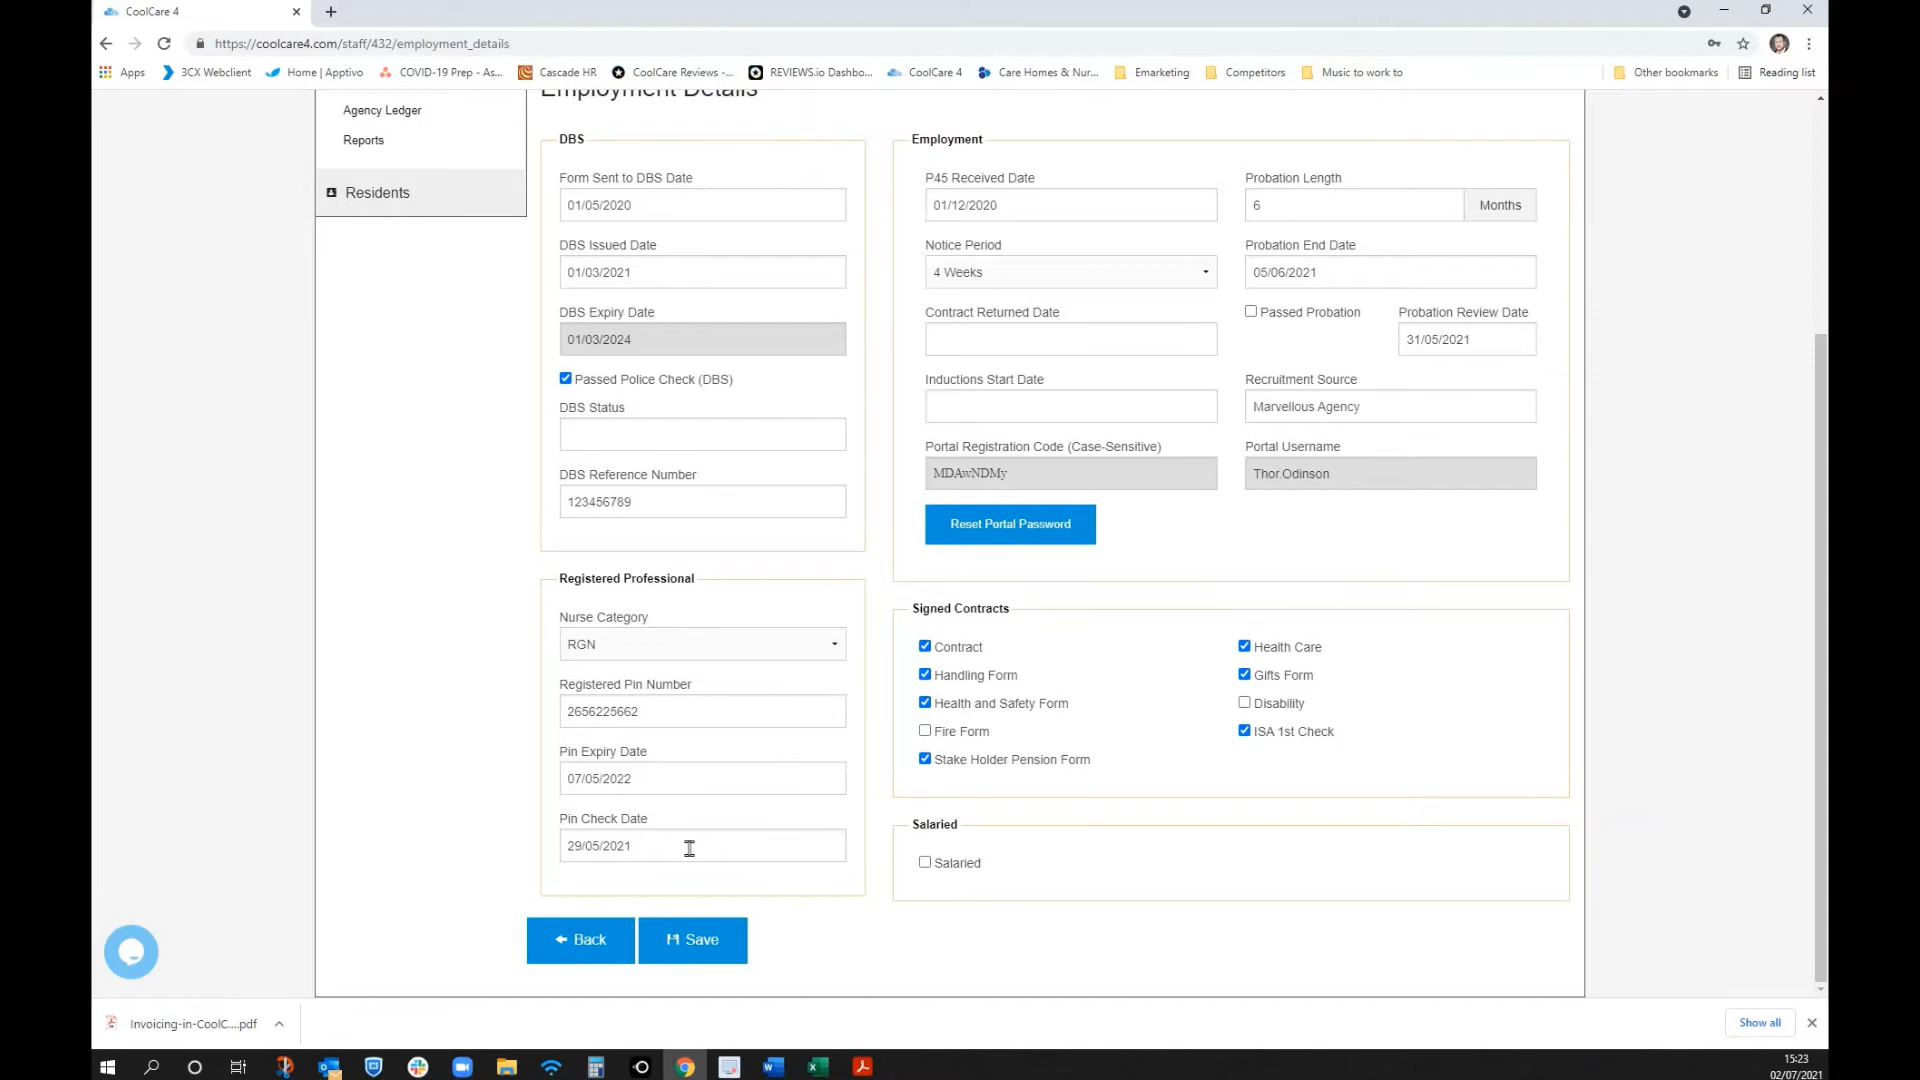 CoolCare 4
https://coolcare4.com/staff/432/employment_details
Apps
3CX Webclient
Home | Apptivo
COVID-19 Prep - As...
Cascade HR
CoolCare Reviews -...
REVIEWS.io Dashbo...
CoolCare 4
Care Homes & Nur...
Emarketing
Competitors
Music to work to
Other bookmarks
Reading list
Agency Ledger
Reports
Residents
Employment Details
DBS
Form Sent to DBS Date
01/05/2020
DBS Issued Date
01/03/2021
DBS Expiry Date
01/03/2024
Passed Police Check (DBS)
DBS Status
DBS Reference Number
123456789
Registered Professional
Nurse Category
RGN
Registered Pin Number
2656225662
Pin Expiry Date
07/05/2022
Pin Check Date
29/05/2021
Employment
P45 Received Date
01/12/2020
Probation Length
6
Months
Notice Period
4 Weeks
Probation End Date
05/06/2021
Contract Returned Date
Passed Probation
Probation Review Date
31/05/2021
Inductions Start Date
Recruitment Source
Marvellous Agency
Portal Registration Code (Case-Sensitive)
MDAwNDMy
Portal Username
Thor.Odinson
Reset Portal Password
Signed Contracts
Contract
Health Care
Handling Form
Gifts Form
Health and Safety Form
Disability
Fire Form
ISA 1st Check
Stake Holder Pension Form
Salaried
Salaried
Back
Save
Invoicing-in-CoolC....pdf
Show all
15:23
02/07/2021